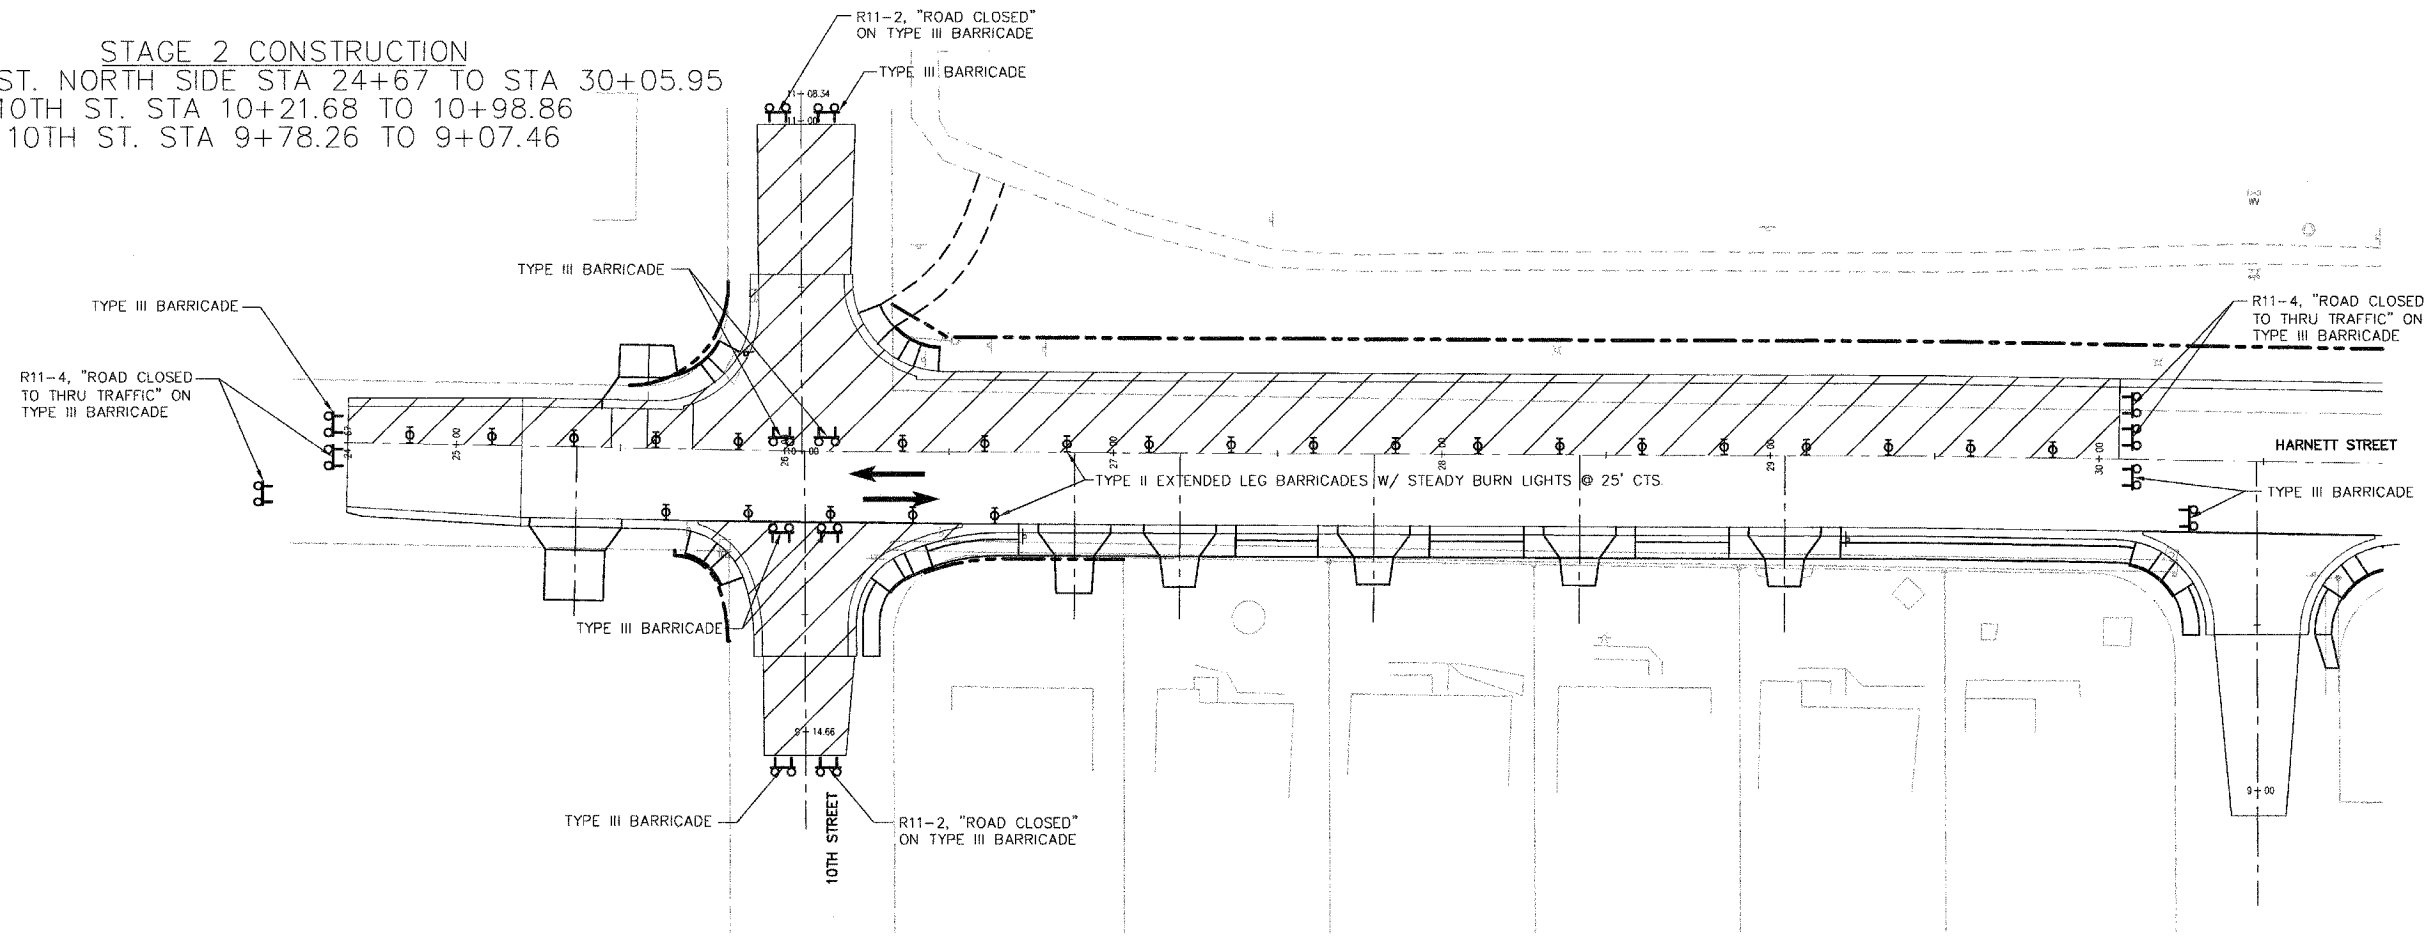 STAGE 2 CONSTRUCTION
ST. NORTH SIDE STA 24+67 TO STA 30+05.95
10TH ST. STA 10+21.68 TO 10+98.86
10TH ST. STA 9+78.26 TO 9+07.46
R11-2, "ROAD CLOSED"
ON TYPE III BARRICADE
TYPE III BARRICADE
11+08.34
11+00
TYPE III BARRICADE
TYPE III BARRICADE
R11-4, "ROAD CLOSED
TO THRU TRAFFIC" ON
TYPE III BARRICADE
R11-4, "ROAD CLOSED
TO THRU TRAFFIC" ON
TYPE III BARRICADE
24+67
25+00
26
10+00
27+00
28+00
29+00
30+00
HARNETT STREET
TYPE II EXTENDED LEG BARRICADES W/ STEADY BURN LIGHTS @ 25' CTS.
TYPE III BARRICADE
TYPE III BARRICADE
9+14.66
9+00
TYPE III BARRICADE
10TH STREET
R11-2, "ROAD CLOSED"
ON TYPE III BARRICADE